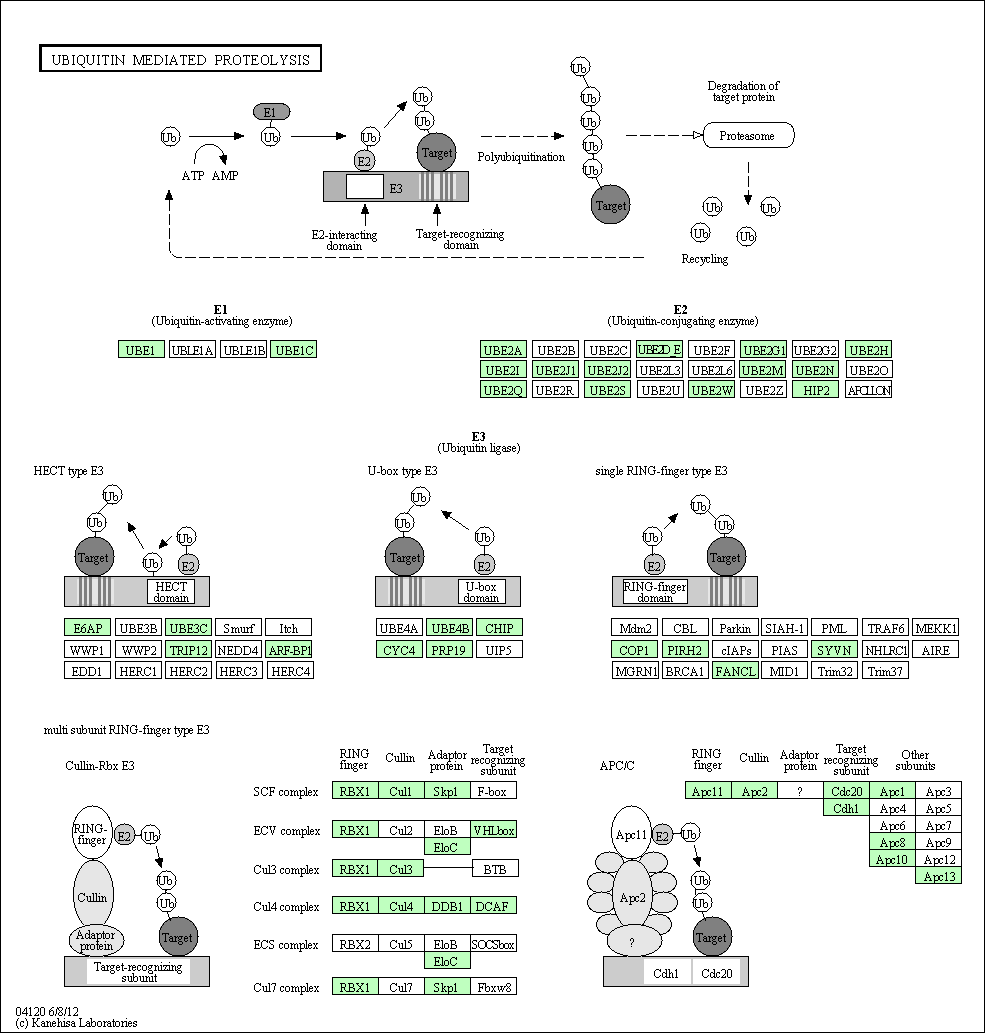 UBIQUITIN MEDIATED PROTEOLYSIS
Ub
ATP AMP
E1
Ub
Ub
E2
Ub
Ub
Target
E3
E2-interacting
domain
Target-recognizing
domain
Polyubiquitination
Ub
Ub
Ub
Ub
Ub
Target
Degradation of
target protein
Proteasome
Ub Ub
Ub Ub
Recycling
E1
(Ubiquitin-activating enzyme)
UBE1 UBLE1A UBLE1B UBE1C
E2
(Ubiquitin-conjugating enzyme)
UBE2A UBE2B UBE2C UBE2D_E UBE2F UBE2G1 UBE2G2 UBE2H
UBE2I UBE2J1 UBE2J2 UBE2L3 UBE2L6 UBE2M UBE2N UBE2O
UBE2Q UBE2R UBE2S UBE2U UBE2W UBE2Z HIP2 APOLLON
E3
(Ubiquitin ligase)
HECT type E3
Ub
Ub
Target
Ub
Ub
E2
HECT
domain
E6AP UBE3B UBE3C Smurf Itch
WWP1 WWP2 TRIP12 NEDD4 ARF-BP1
EDD1 HERC1 HERC2 HERC3 HERC4
U-box type E3
Ub
Ub
Target
Ub
E2
U-box
domain
UBE4A UBE4B CHIP
CYC4 PRP19 UIP5
single RING-finger type E3
Ub
E2
Ub
Ub
Target
RING-finger
domain
Mdm2 CBL Parkin SIAH-1 PML TRAF6 MEKK1
COP1 PIRH2 cIAPs PIAS SYVN NHLRC1 AIRE
MGRN1 BRCA1 FANCL MID1 Trim32 Trim37
multi subunit RING-finger type E3
Cullin-Rbx E3
RING-
finger
E2
Ub
Cullin
Ub
Ub
Adaptor
protein
Target
Target-recognizing
subunit
RING
finger
Cullin
Adaptor
protein
Target
recognizing
subunit
SCF complex RBX1 Cul1 Skp1 F-box
ECV complex RBX1 Cul2 EloB VHLbox
EloC
Cul3 complex RBX1 Cul3 BTB
Cul4 complex RBX1 Cul4 DDB1 DCAF
ECS complex RBX2 Cul5 EloB SOCSbox
EloC
Cul7 complex RBX1 Cul7 Skp1 Fbxw8
APC/C
Apc11
E2
Ub
Apc2
Ub
Ub
?
Target
Cdh1 Cdc20
RING
finger
Cullin
Adaptor
protein
Target
recognizing
subunit
Other
subunits
Apc11 Apc2 ? Cdc20 Apc1 Apc3
Cdh1 Apc4 Apc5
Apc6 Apc7
Apc8 Apc9
Apc10 Apc12
Apc13
04120 6/8/12
(c) Kanehisa Laboratories